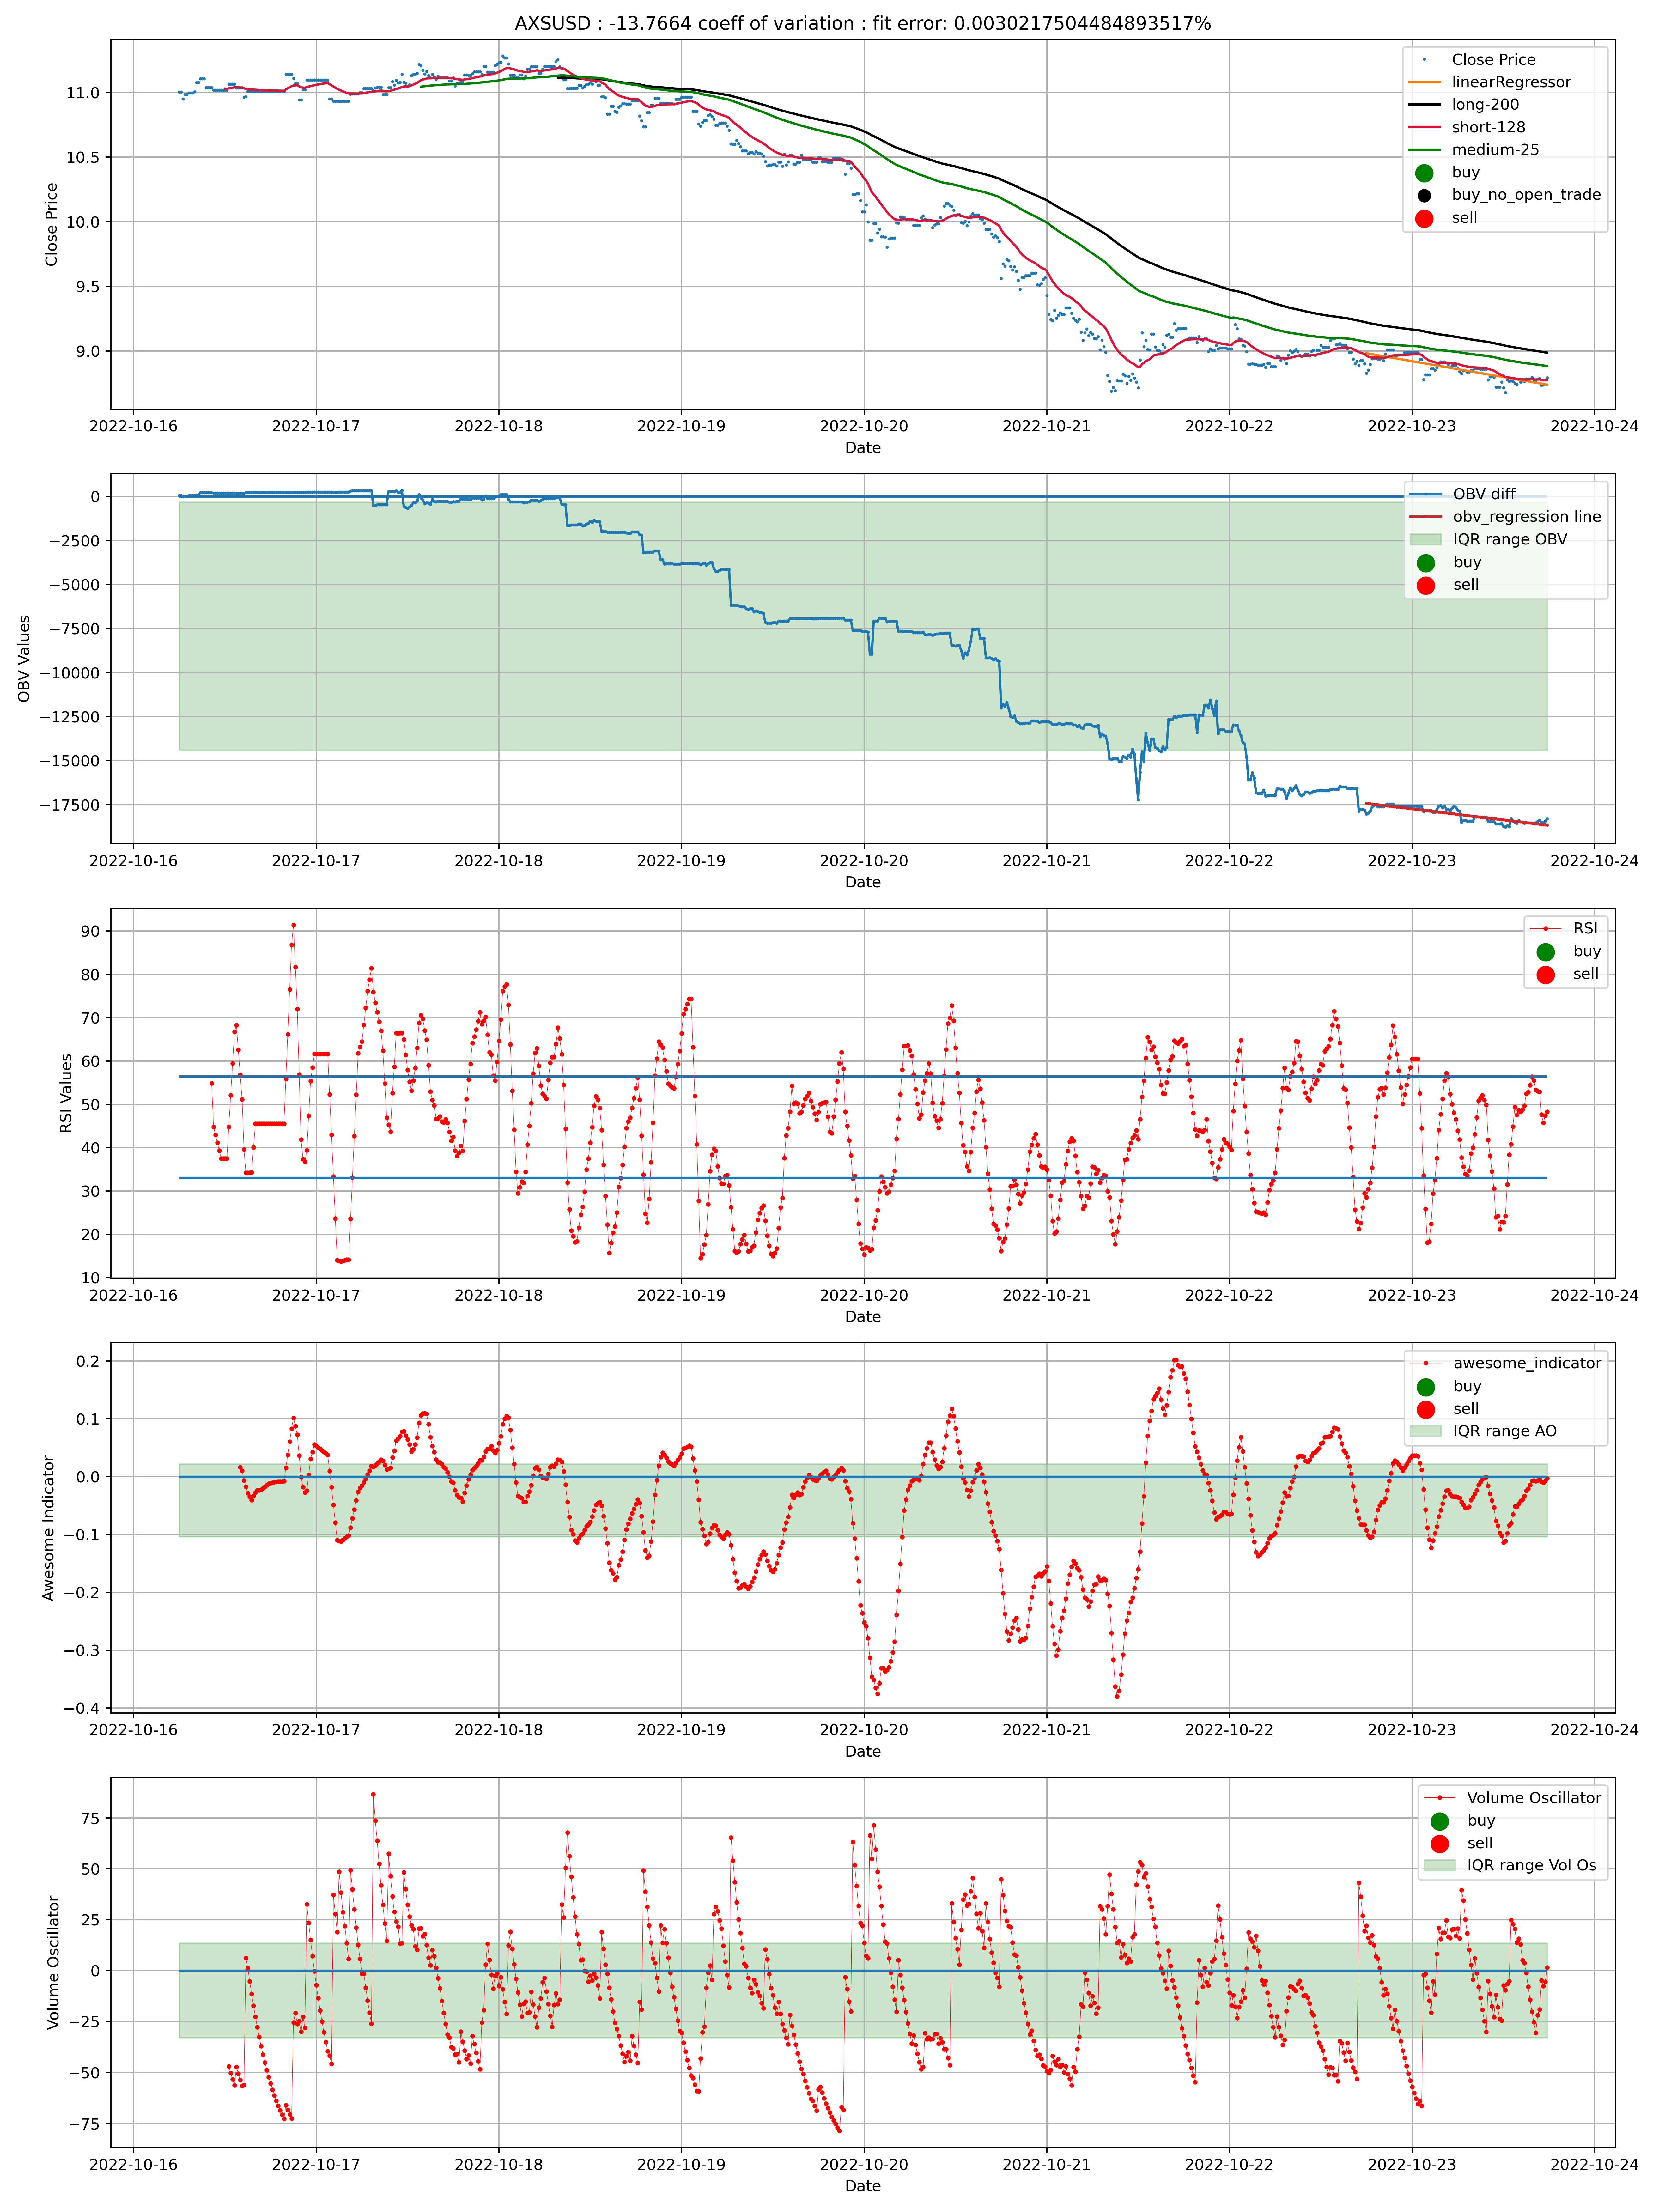 AXSUSD : -13.7664 coeff of variation : fit error: 0.0030217504484893517%
Close Price
11.0
10.5
10.0
9.5
9.0
Close Price
linearRegressor
long-200
short-128
medium-25
buy
buy_no_open_trade
sell
2022-10-16 2022-10-17 2022-10-18 2022-10-19 2022-10-20 2022-10-21 2022-10-22 2022-10-23 2022-10-24
Date
OBV Values
0
−2500
−5000
−7500
−10000
−12500
−15000
−17500
OBV diff
obv_regression line
IQR range OBV
buy
sell
2022-10-16 2022-10-17 2022-10-18 2022-10-19 2022-10-20 2022-10-21 2022-10-22 2022-10-23 2022-10-24
Date
RSI Values
90
80
70
60
50
40
30
20
10
RSI
buy
sell
2022-10-16 2022-10-17 2022-10-18 2022-10-19 2022-10-20 2022-10-21 2022-10-22 2022-10-23 2022-10-24
Date
Awesome Indicator
0.2
0.1
0.0
−0.1
−0.2
−0.3
−0.4
awesome_indicator
buy
sell
IQR range AO
2022-10-16 2022-10-17 2022-10-18 2022-10-19 2022-10-20 2022-10-21 2022-10-22 2022-10-23 2022-10-24
Date
Volume Oscillator
75
50
25
0
−25
−50
−75
Volume Oscillator
buy
sell
IQR range Vol Os
2022-10-16 2022-10-17 2022-10-18 2022-10-19 2022-10-20 2022-10-21 2022-10-22 2022-10-23 2022-10-24
Date